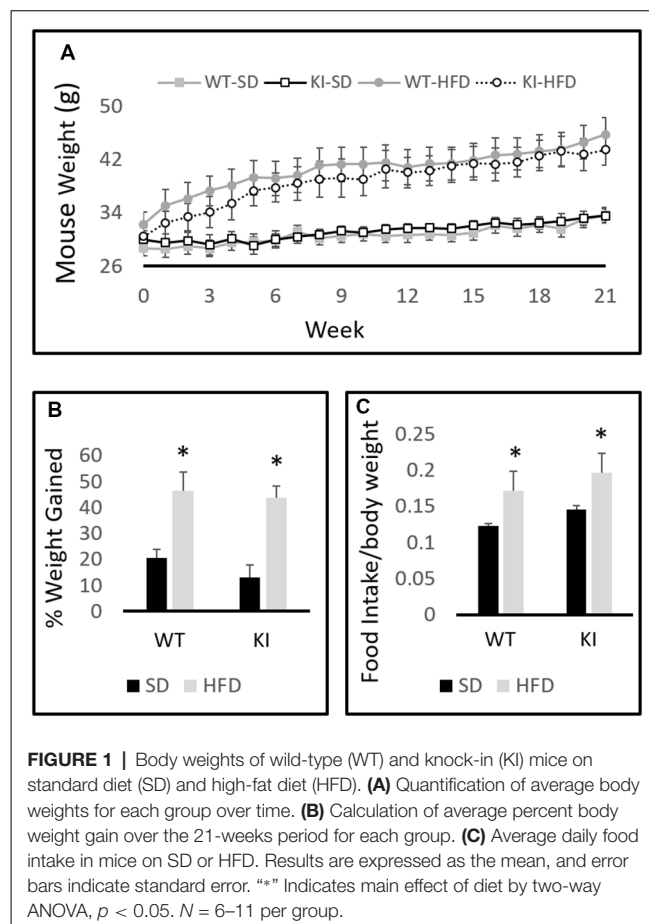 A
WT-SD KI-SD WT-HFD KI-HFD
Mouse Weight (g)
50
42
34
26
0 3 6 9 12 15 18 21
Week
B
% Weight Gained
60
50
40
30
20
10
0
* *
WT KI
SD HFD
C
Food Intake/body weight
0.25
0.2
0.15
0.1
0.05
0
* *
WT KI
SD HFD
FIGURE 1 | Body weights of wild-type (WT) and knock-in (KI) mice on
standard diet (SD) and high-fat diet (HFD). (A) Quantification of average body
weights for each group over time. (B) Calculation of average percent body
weight gain over the 21-weeks period for each group. (C) Average daily food
intake in mice on SD or HFD. Results are expressed as the mean, and error
bars indicate standard error. “*” Indicates main effect of diet by two-way
ANOVA, p < 0.05. N = 6–11 per group.